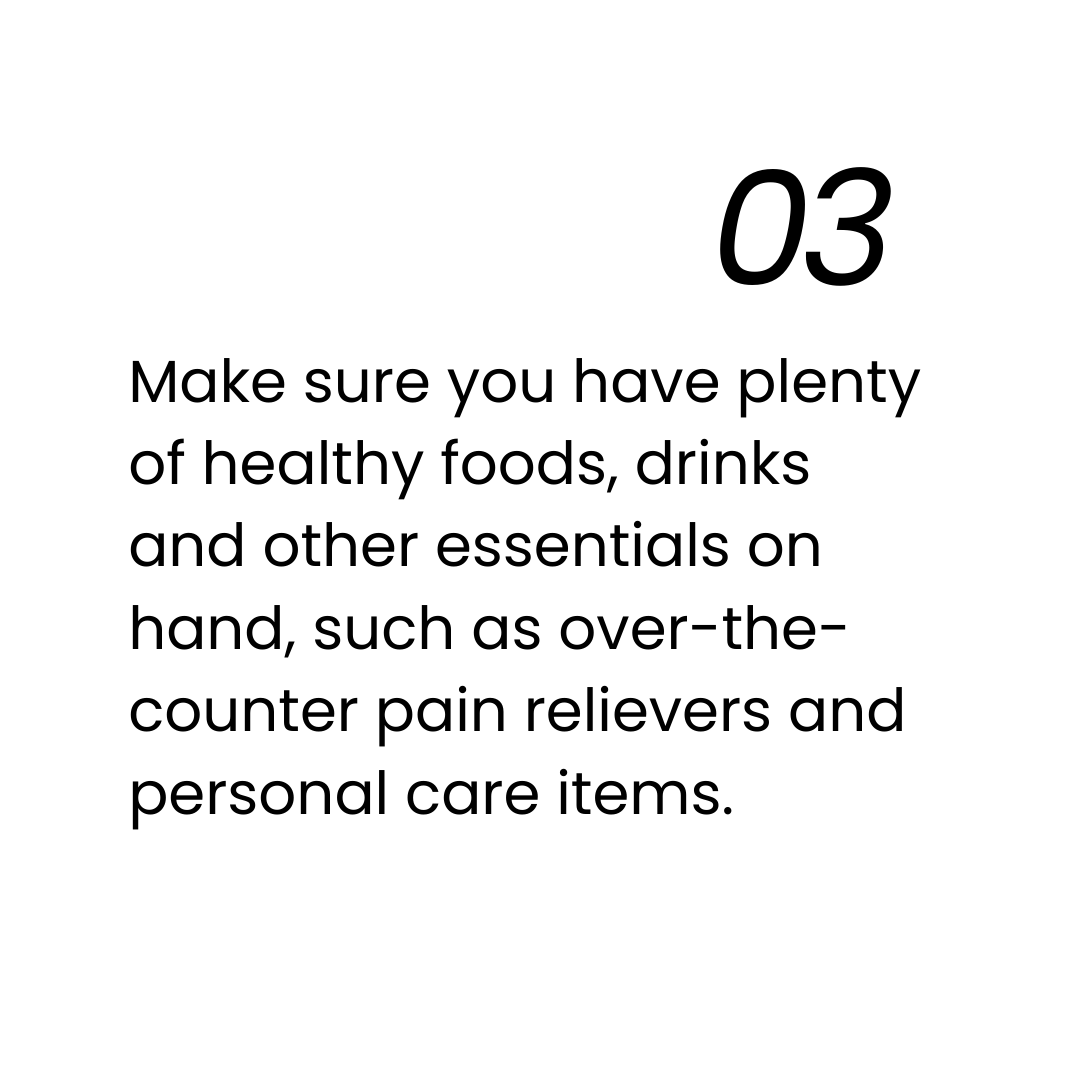 03
Make sure you have plenty
of healthy foods, drinks
and other essentials on
hand, such as over-the-
counter pain relievers and
personal care items.